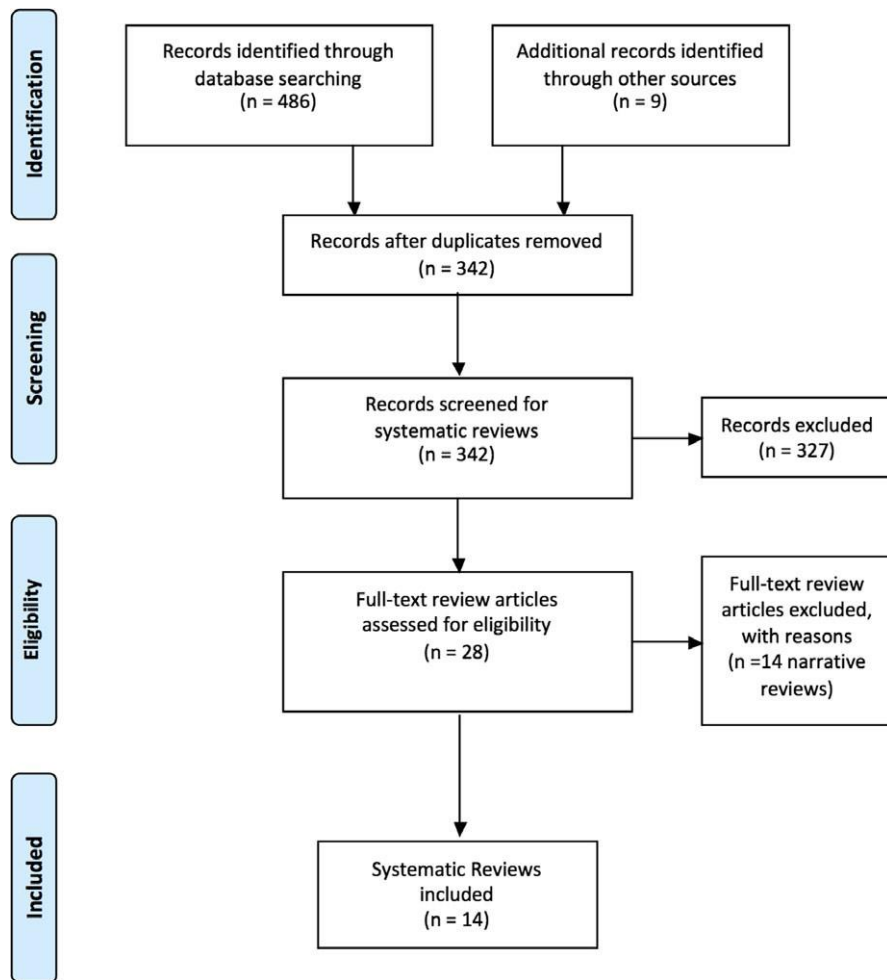 Identification
Records identified through
database searching
(n = 486)
Additional records identified
through other sources
(n = 9)
Records after duplicates removed
(n = 342)
Screening
Records screened for
systematic reviews
(n = 342)
Records excluded
(n = 327)
Eligibility
Full-text review articles
assessed for eligibility
(n = 28)
Full-text review
articles excluded,
with reasons
(n =14 narrative
reviews)
Included
Systematic Reviews
included
(n = 14)